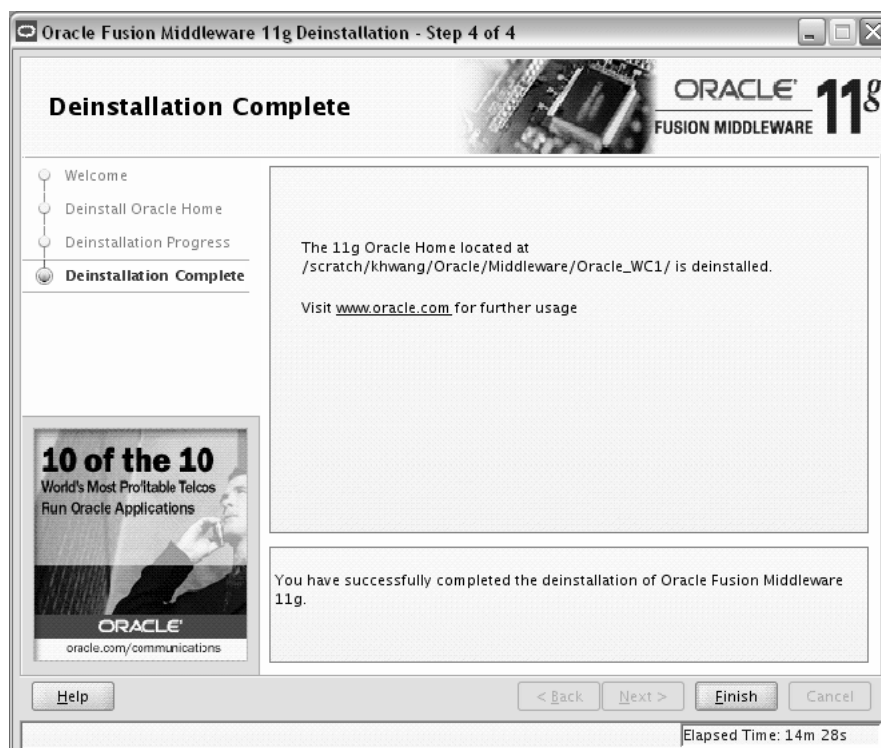 Oracle Fusion Middleware 11g Deinstallation - Step 4 of 4
Deinstallation Complete
ORACLE'
FUSION MIDDLEWARE
11g
Welcome
Deinstall Oracle Home
Deinstallation Progress
Deinstallation Complete
The 11g Oracle Home located at
/scratch/khwang/Oracle/Middleware/Oracle_WC1/ is deinstalled.
Visit www.oracle.com for further usage
10 of the 10
World's Most Profitable Telcos
Run Oracle Applications
ORACLE'
oracle.com/communications
You have successfully completed the deinstallation of Oracle Fusion Middleware
11g.
Help
< Back
Next >
Finish
Cancel
Elapsed Time: 14m 28s